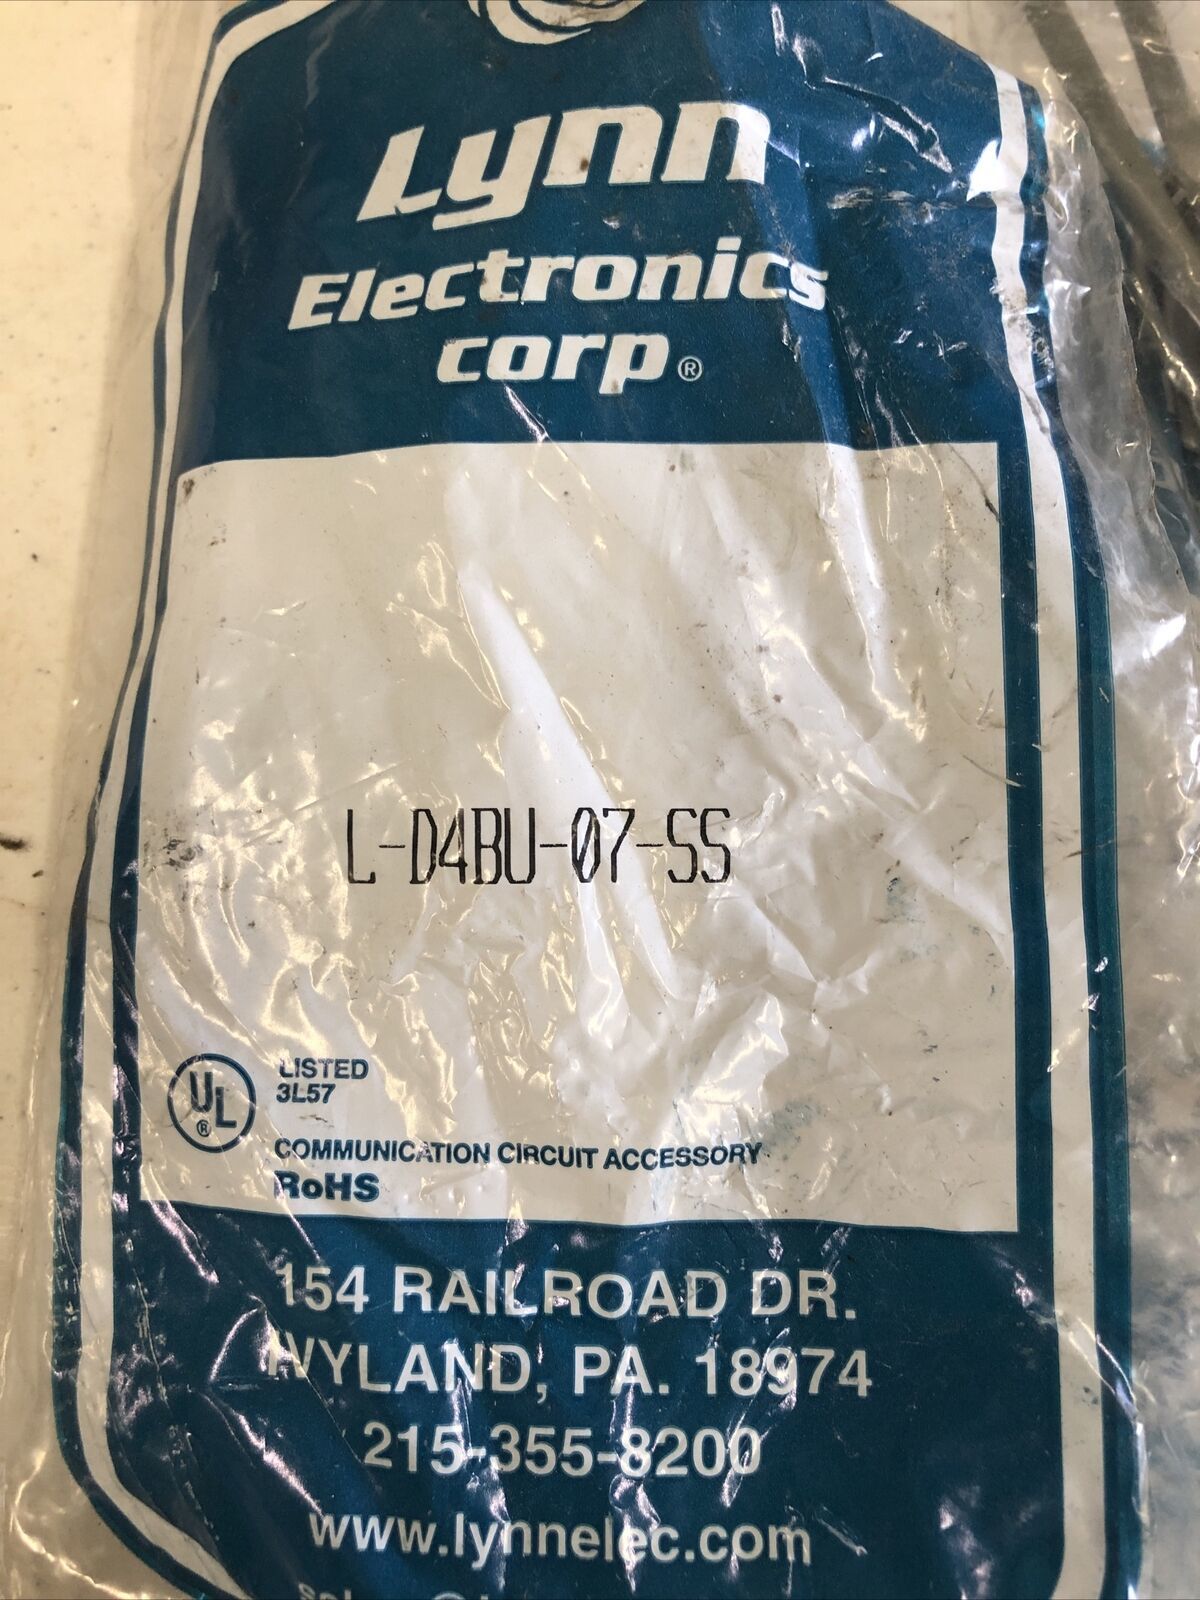 Lynn
Electronics
corp®
L-D4BU-07-SS
UL® LISTED
3L57
COMMUNICATION CIRCUIT ACCESSORY
RoHS
154 RAILROAD DR.
IVYLAND, PA. 18974
215-355-8200
www.lynnelec.com